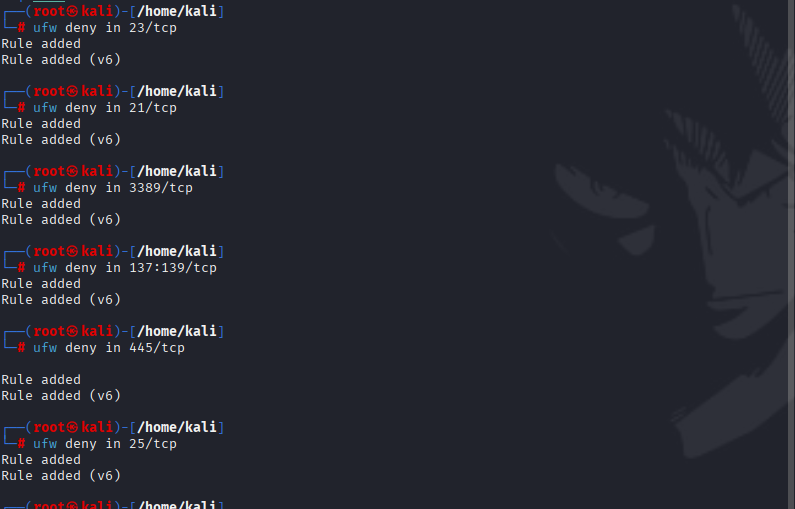 ┌──(root㉿kali)-[/home/kali]
└─# ufw deny in 23/tcp
Rule added
Rule added (v6)

┌──(root㉿kali)-[/home/kali]
└─# ufw deny in 21/tcp
Rule added
Rule added (v6)

┌──(root㉿kali)-[/home/kali]
└─# ufw deny in 3389/tcp
Rule added
Rule added (v6)

┌──(root㉿kali)-[/home/kali]
└─# ufw deny in 137:139/tcp
Rule added
Rule added (v6)

┌──(root㉿kali)-[/home/kali]
└─# ufw deny in 445/tcp

Rule added
Rule added (v6)

┌──(root㉿kali)-[/home/kali]
└─# ufw deny in 25/tcp
Rule added
Rule added (v6)

┌──(root㉿kali)-[/home/kali]